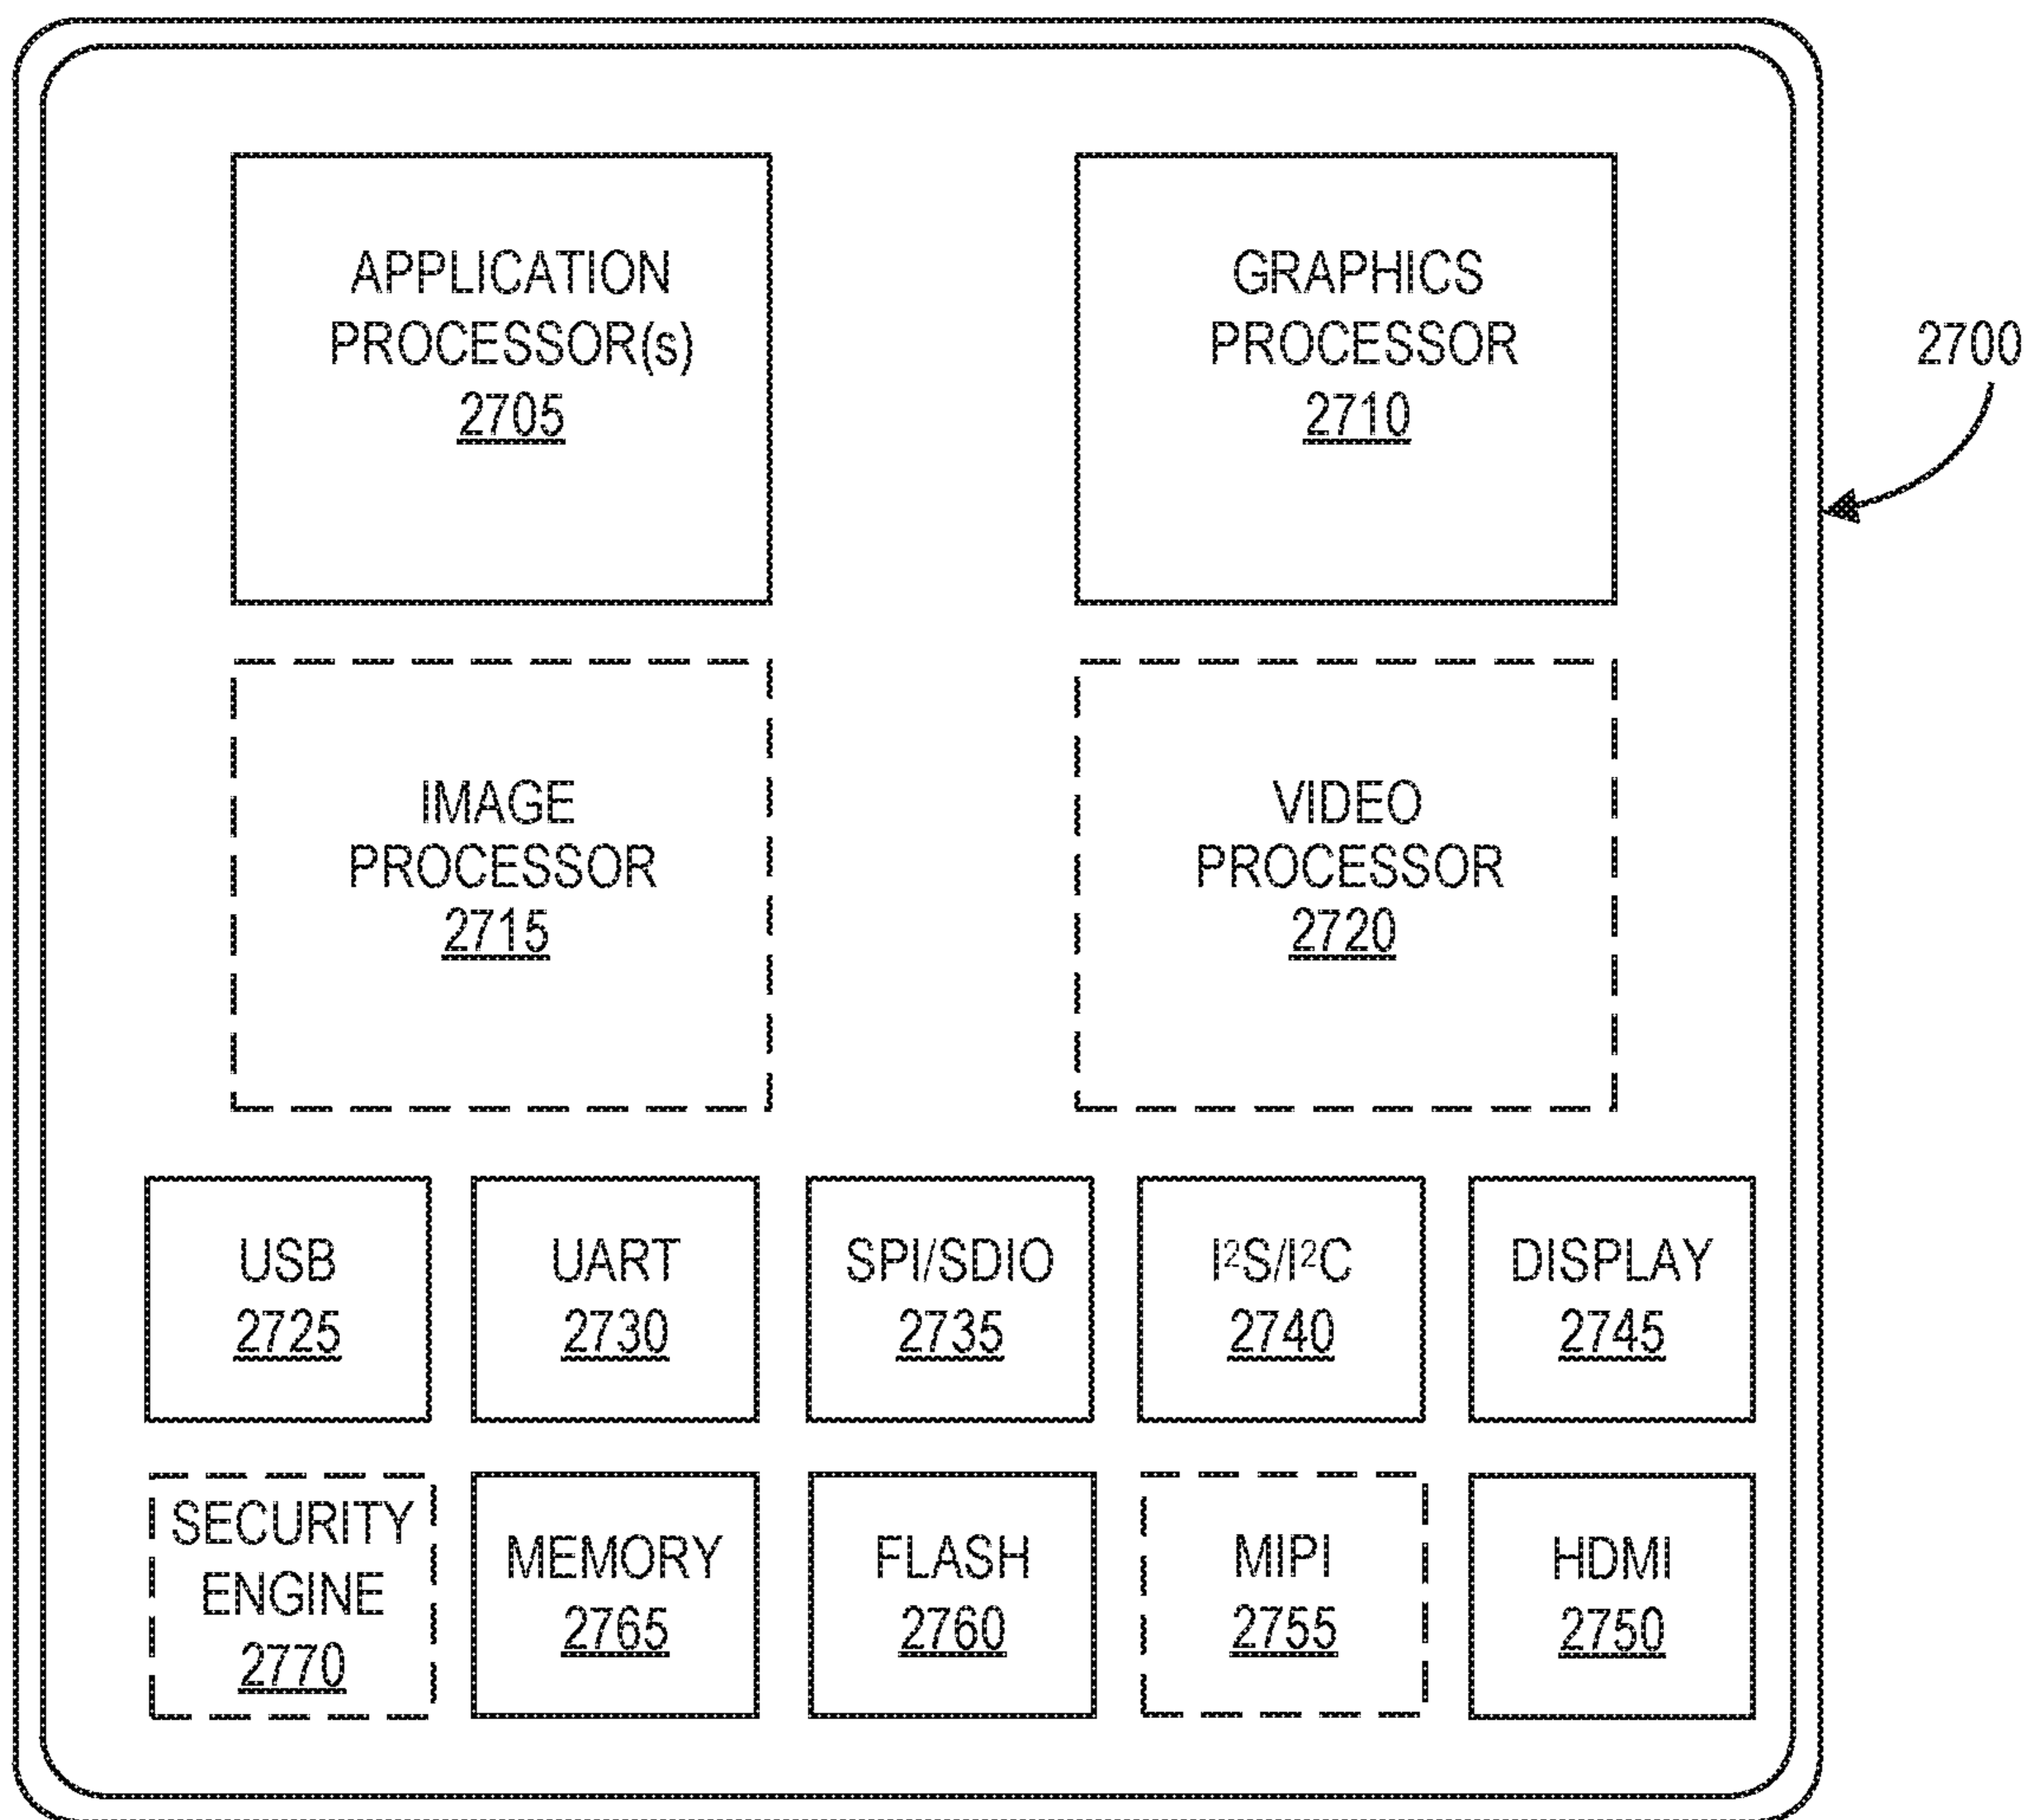 APPLICATION
PROCESSOR(s)
2705
GRAPHICS
PROCESSOR
2710
2700
IMAGE
PROCESSOR
2715
VIDEO
PROCESSOR
2720
USB
2725
UART
2730
SPI/SDIO
2735
I²S/I²C
2740
DISPLAY
2745
SECURITY
ENGINE
2770
MEMORY
2765
FLASH
2760
MIPI
2755
HDMI
2750